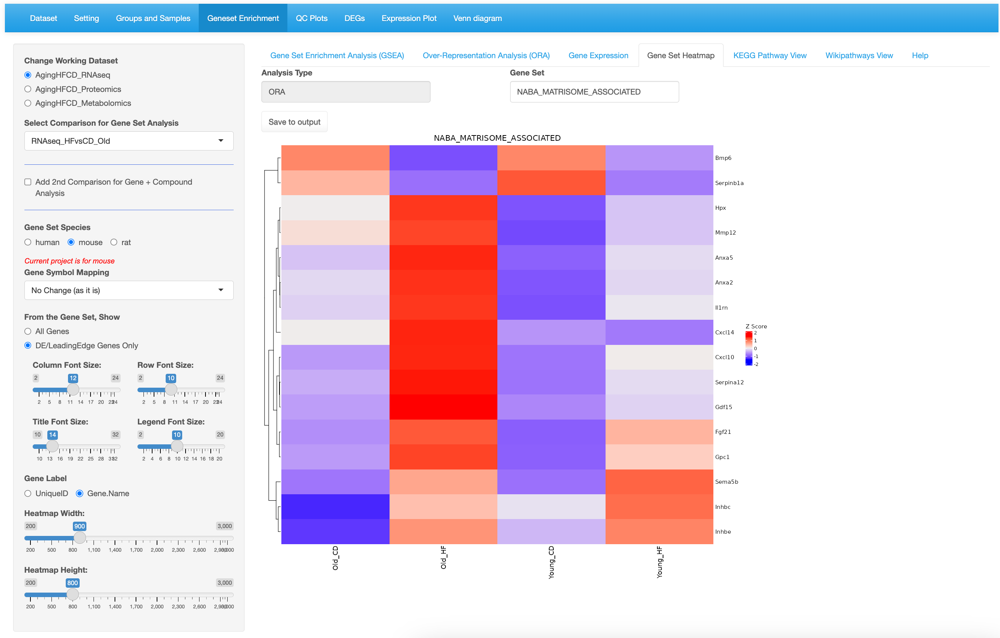 Dataset Setting Groups and Samples Geneset Enrichment QC Plots DEGs Expression Plot Venn diagram
Change Working Dataset
AgingHFCD_RNAseq
AgingHFCD_Proteomics
AgingHFCD_Metabolomics
Select Comparison for Gene Set Analysis
RNAseq_HFvsCD_Old
Add 2nd Comparison for Gene + Compound
Analysis
Gene Set Species
human mouse rat
Current project is for mouse
Gene Symbol Mapping
No Change (as it is)
From the Gene Set, Show
All Genes
DE/LeadingEdge Genes Only
Column Font Size:
2 12 24
2 5 8 11 14 17 20 23 24
Row Font Size:
2 10 24
2 5 8 11 14 17 20 23 24
Title Font Size:
10 14 32
10 13 16 19 22 25 28 31 32
Legend Font Size:
2 10 20
2 4 6 8 10 12 14 16 18 20
Gene Label
UniqueID Gene.Name
Heatmap Width:
200 900 3,000
200 500 800 1,100 1,400 1,700 2,000 2,300 2,600 2,900 3,000
Heatmap Height:
200 800 3,000
200 500 800 1,100 1,400 1,700 2,000 2,300 2,600 2,900 3,000
Gene Set Enrichment Analysis (GSEA) Over-Representation Analysis (ORA) Gene Expression Gene Set Heatmap KEGG Pathway View Wikipathways View Help
Analysis Type
ORA
Gene Set
NABA_MATRISOME_ASSOCIATED
Save to output
NABA_MATRISOME_ASSOCIATED
Bmp6
Serpinb1a
Hpx
Mmp12
Anxa5
Anxa2
Il1rn
Cxcl14
Cxcl10
Serpina12
Gdf15
Fgf21
Gpc1
Sema5b
Inhbc
Inhbe
Old_CD
Old_HF
Young_CD
Young_HF
Z Score
2
1
0
-1
-2